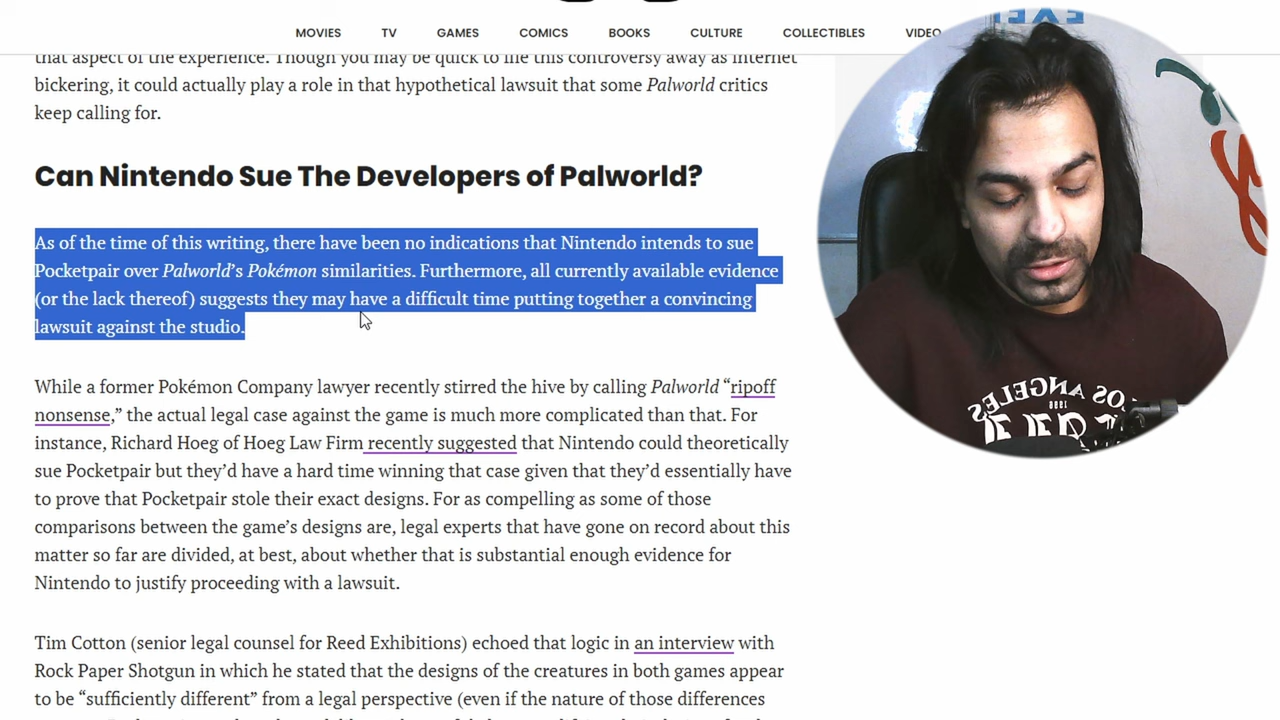 MOVIES TV GAMES COMICS BOOKS CULTURE COLLECTIBLES VIDEO
that aspect of the experience. Though you may be quick to file this controversy away as internet
bickering, it could actually play a role in that hypothetical lawsuit that some Palworld critics
keep calling for.
Can Nintendo Sue The Developers of Palworld?
As of the time of this writing, there have been no indications that Nintendo intends to sue
Pocketpair over Palworld’s Pokémon similarities. Furthermore, all currently available evidence
(or the lack thereof) suggests they may have a difficult time putting together a convincing
lawsuit against the studio.
While a former Pokémon Company lawyer recently stirred the hive by calling Palworld “ripoff
nonsense,” the actual legal case against the game is much more complicated than that. For
instance, Richard Hoeg of Hoeg Law Firm recently suggested that Nintendo could theoretically
sue Pocketpair but they’d have a hard time winning that case given that they’d essentially have
to prove that Pocketpair stole their exact designs. For as compelling as some of those
comparisons between the game’s designs are, legal experts that have gone on record about this
matter so far are divided, at best, about whether that is substantial enough evidence for
Nintendo to justify proceeding with a lawsuit.
Tim Cotton (senior legal counsel for Reed Exhibitions) echoed that logic in an interview with
Rock Paper Shotgun in which he stated that the designs of the creatures in both games appear
to be “sufficiently different” from a legal perspective (even if the nature of those differences
LOS ANGELES